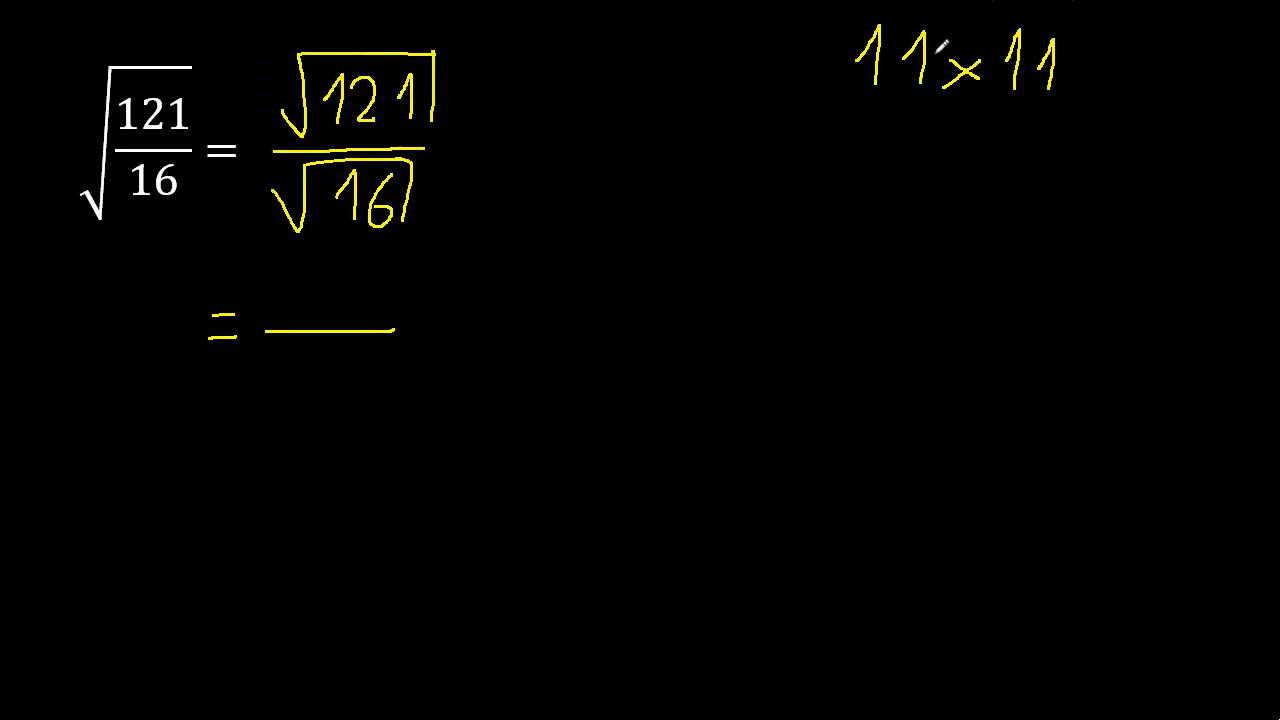 √(121/16) = √121/√16
=
11×11